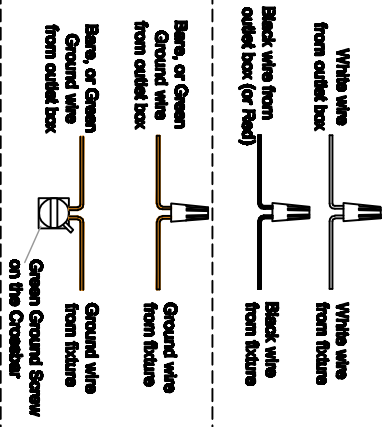 White wire
from outlet box
White wire
from fixture
Black wire from
outlet box (or Red)
Black wire
from fixture
Bare, or Green
Ground wire
from outlet box
Ground wire
from fixture
Bare, or Green
Ground wire
from outlet box
Ground wire
from fixture
Green Ground Screw
on the Crossbar